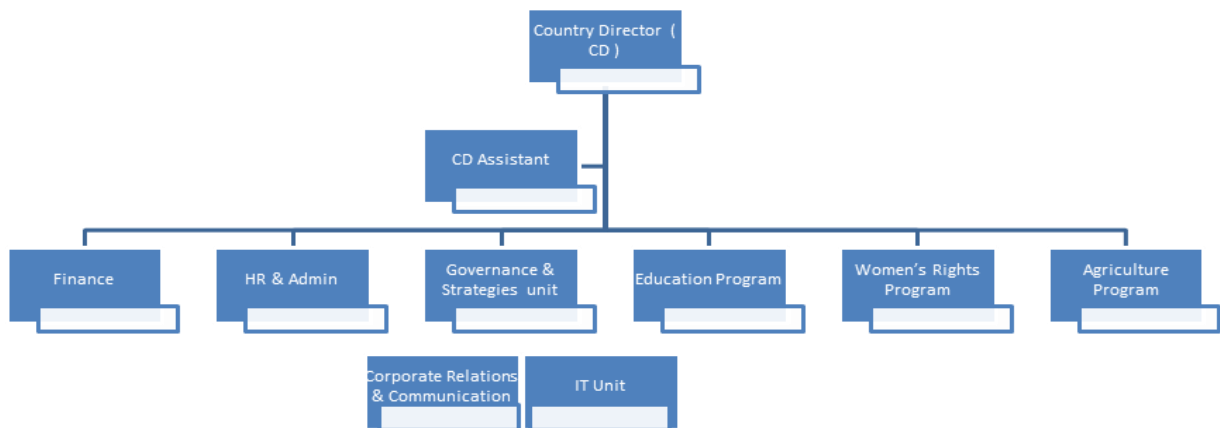 Country Director (
CD )
CD Assistant
Finance
HR & Admin
Governance &
Strategies unit
Education Program
Women’s Rights
Program
Agriculture
Program
Corporate Relations
& Communication
IT Unit